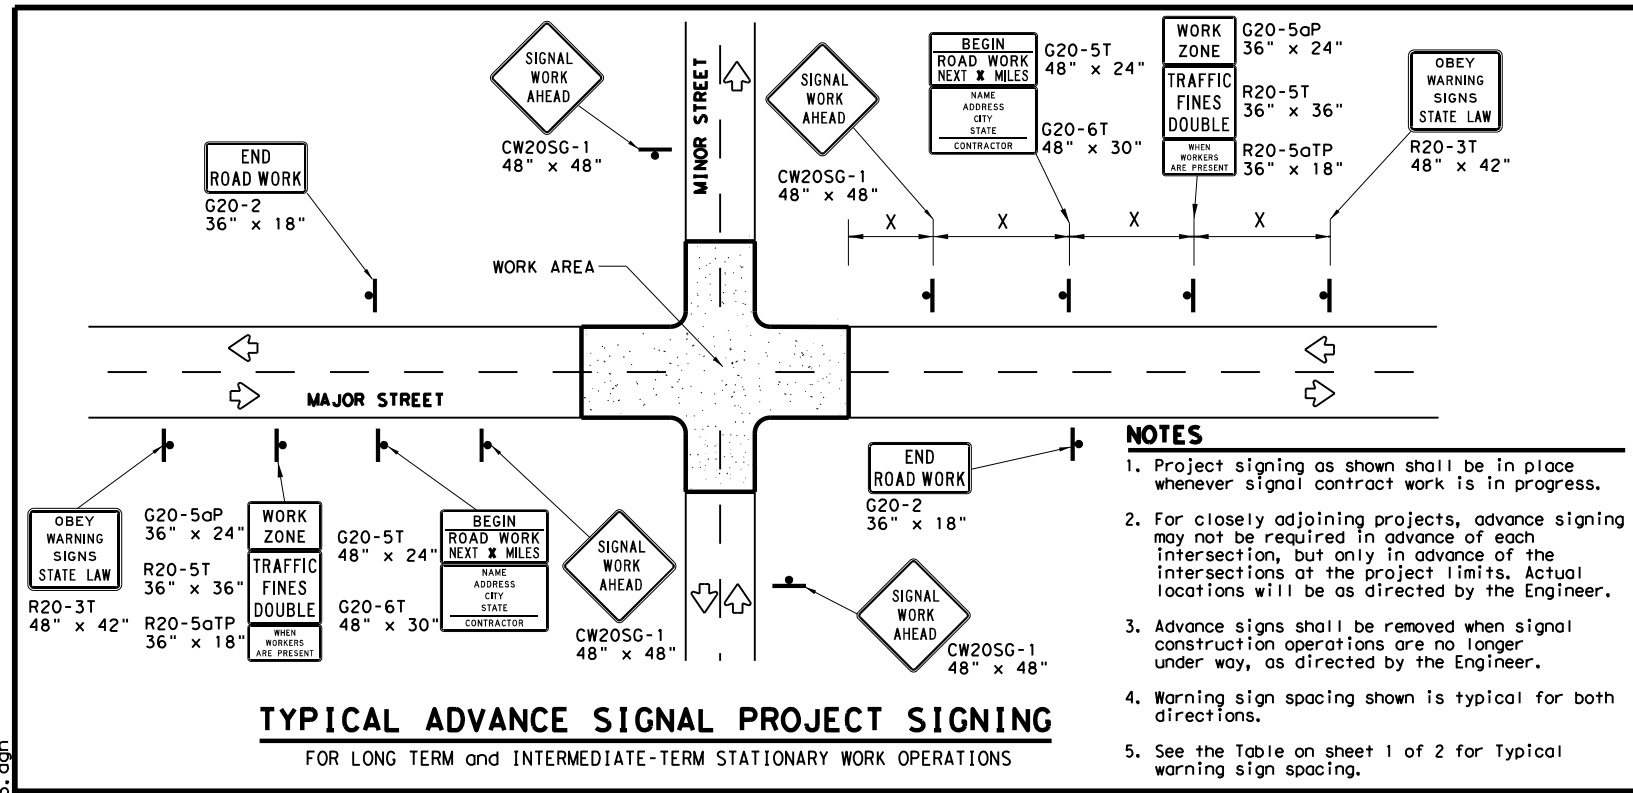 SIGNAL
WORK
AHEAD
CW20SG-1
48" x 48"
MINOR STREET
SIGNAL
WORK
AHEAD
CW20SG-1
48" x 48"
BEGIN
ROAD WORK
NEXT X MILES
NAME
ADDRESS
CITY
STATE
CONTRACTOR
G20-5T
48" x 24"
G20-6T
48" x 30"
WORK
ZONE
TRAFFIC
FINES
DOUBLE
WHEN
WORKERS
ARE PRESENT
G20-5aP
36" x 24"
R20-5T
36" x 36"
R20-5aTP
36" x 18"
OBEY
WARNING
SIGNS
STATE LAW
R20-3T
48" x 42"
END
ROAD WORK
G20-2
36" x 18"
X
X
X
X
WORK AREA
MAJOR STREET
OBEY
WARNING
SIGNS
STATE LAW
R20-3T
48" x 42"
G20-5aP
36" x 24"
R20-5T
36" x 36"
R20-5aTP
36" x 18"
WORK
ZONE
TRAFFIC
FINES
DOUBLE
WHEN
WORKERS
ARE PRESENT
G20-5T
48" x 24"
G20-6T
48" x 30"
BEGIN
ROAD WORK
NEXT X MILES
NAME
ADDRESS
CITY
STATE
CONTRACTOR
SIGNAL
WORK
AHEAD
CW20SG-1
48" x 48"
END
ROAD WORK
G20-2
36" x 18"
SIGNAL
WORK
AHEAD
CW20SG-1
48" x 48"
NOTES
1. Project signing as shown shall be in place
whenever signal contract work is in progress.
2. For closely adjoining projects, advance signing
may not be required in advance of each
intersection, but only in advance of the
intersections at the project limits. Actual
locations will be as directed by the Engineer.
3. Advance signs shall be removed when signal
construction operations are no longer
under way, as directed by the Engineer.
4. Warning sign spacing shown is typical for both
directions.
5. See the Table on sheet 1 of 2 for Typical
warning sign spacing.
TYPICAL ADVANCE SIGNAL PROJECT SIGNING
FOR LONG TERM and INTERMEDIATE-TERM STATIONARY WORK OPERATIONS